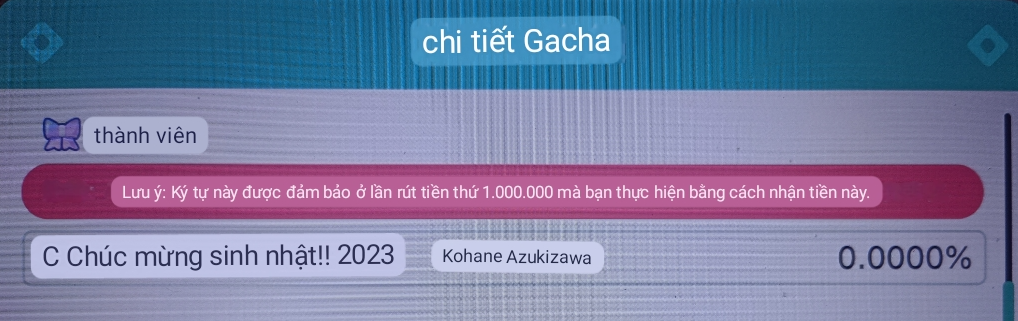 chi tiết Gacha
thành viên
Lưu ý: Ký tự này được đảm bảo ở lần rút tiền thứ 1.000.000 mà bạn thực hiện bằng cách nhận tiền này.
C Chúc mừng sinh nhật!! 2023 Kohane Azukizawa 0.0000%